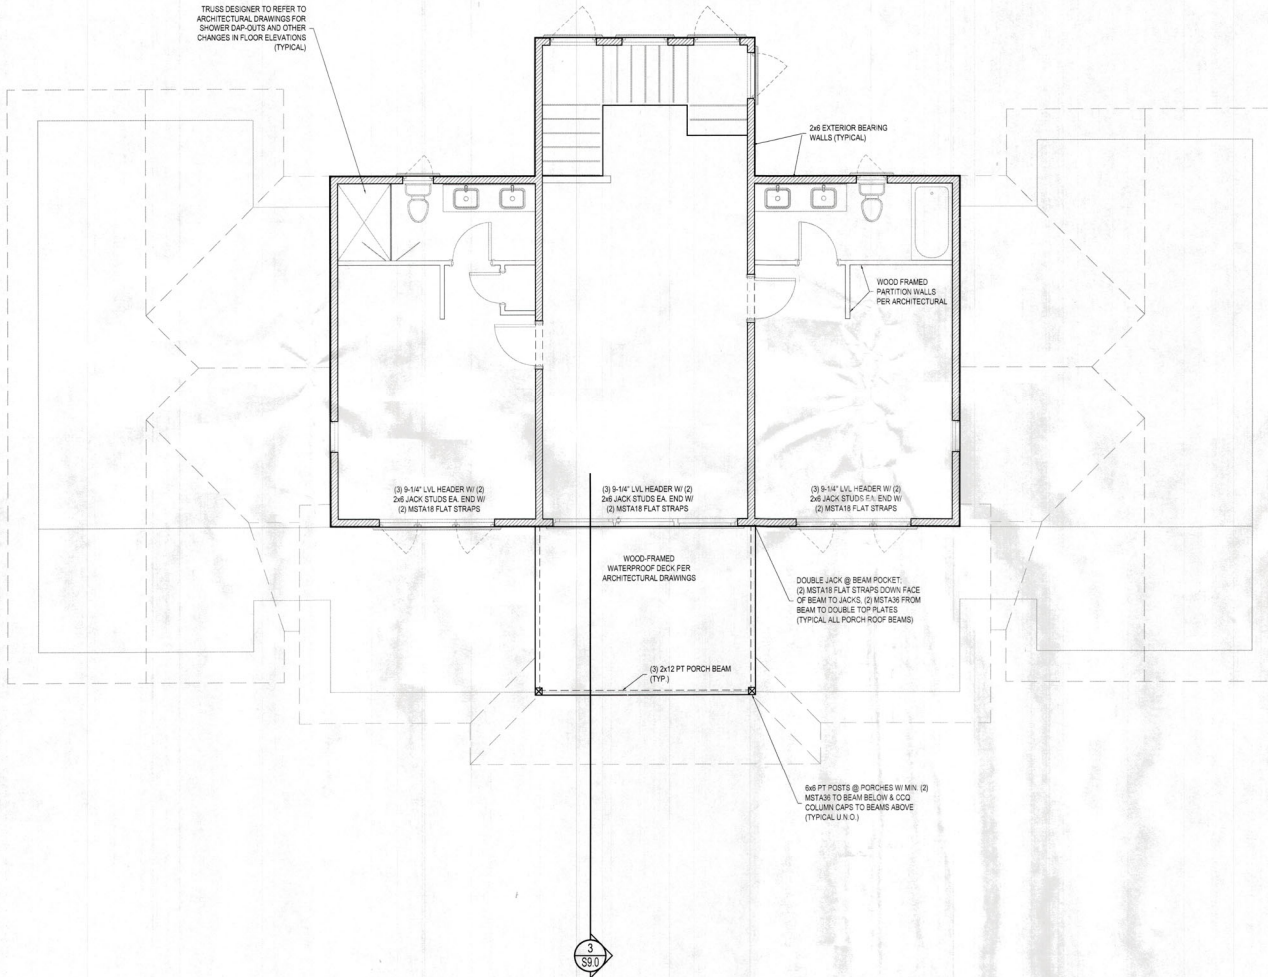 TRUSS DESIGNER TO REFER TO
ARCHITECTURAL DRAWINGS FOR
SHOWER DAP-OUTS AND OTHER
CHANGES IN FLOOR ELEVATIONS
(TYPICAL)
2x6 EXTERIOR BEARING
WALLS (TYPICAL)
WOOD FRAMED
PARTITION WALLS
PER ARCHITECTURAL
(3) 9-1/4" LVL HEADER W/ (2)
2x6 JACK STUDS EA. END W/
(2) MSTA18 FLAT STRAPS
(3) 9-1/4" LVL HEADER W/ (2)
2x6 JACK STUDS EA. END W/
(2) MSTA18 FLAT STRAPS
(3) 9-1/4" LVL HEADER W/ (2)
2x6 JACK STUDS EA. END W/
(2) MSTA18 FLAT STRAPS
WOOD-FRAMED
WATERPROOF DECK PER
ARCHITECTURAL DRAWINGS
DOUBLE JACK @ BEAM POCKET;
(2) MSTA18 FLAT STRAPS DOWN FACE
OF BEAM TO JACKS, (2) MSTA36 FROM
BEAM TO DOUBLE TOP PLATES
(TYPICAL ALL PORCH ROOF BEAMS)
(3) 2x12 PT PORCH BEAM
(TYP.)
6x6 PT POSTS @ PORCHES W/ MIN. (2)
MSTA36 TO BEAM BELOW & CCQ
COLUMN CAPS TO BEAMS ABOVE
(TYPICAL U.N.O.)
3
S9.0